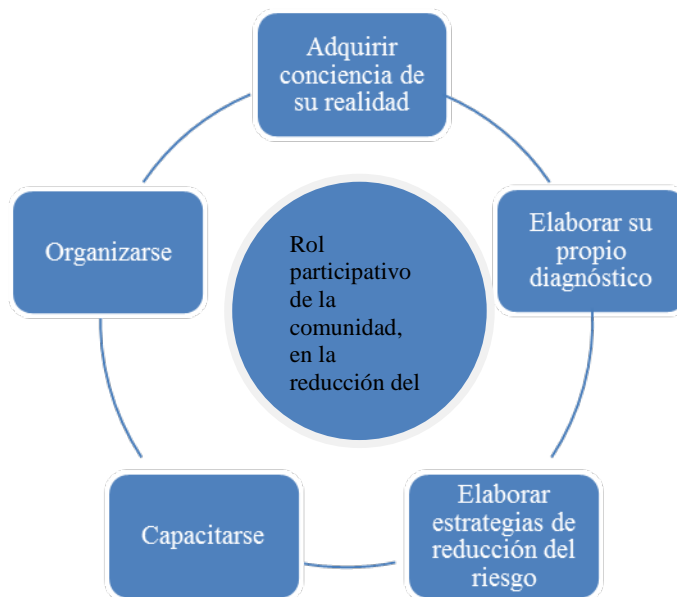 Adquirir
conciencia de
su realidad
Elaborar su
propio
diagnóstico
Elaborar
estrategias de
reducción del
riesgo
Capacitarse
Organizarse
Rol
participativo
de la
comunidad,
en la
reducción del